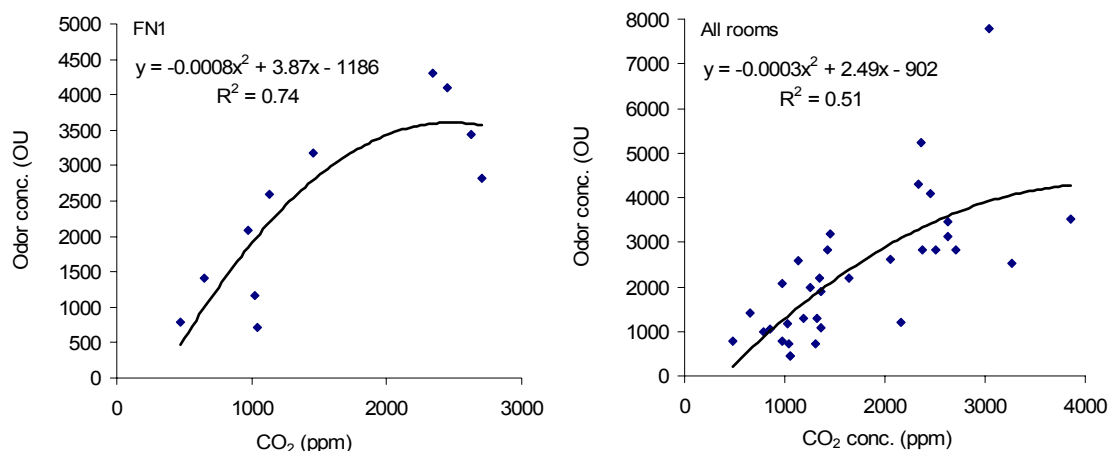 FN1
y = -0.0008x² + 3.87x - 1186
R² = 0.74
5000
4500
4000
3500
3000
2500
2000
1500
1000
500
0
Odor conc. (OU
0 1000 2000 3000
CO₂ (ppm)
All rooms
y = -0.0003x² + 2.49x - 902
R² = 0.51
8000
7000
6000
5000
4000
3000
2000
1000
0
Odor conc. (OU
0 1000 2000 3000 4000
CO₂ conc. (ppm)